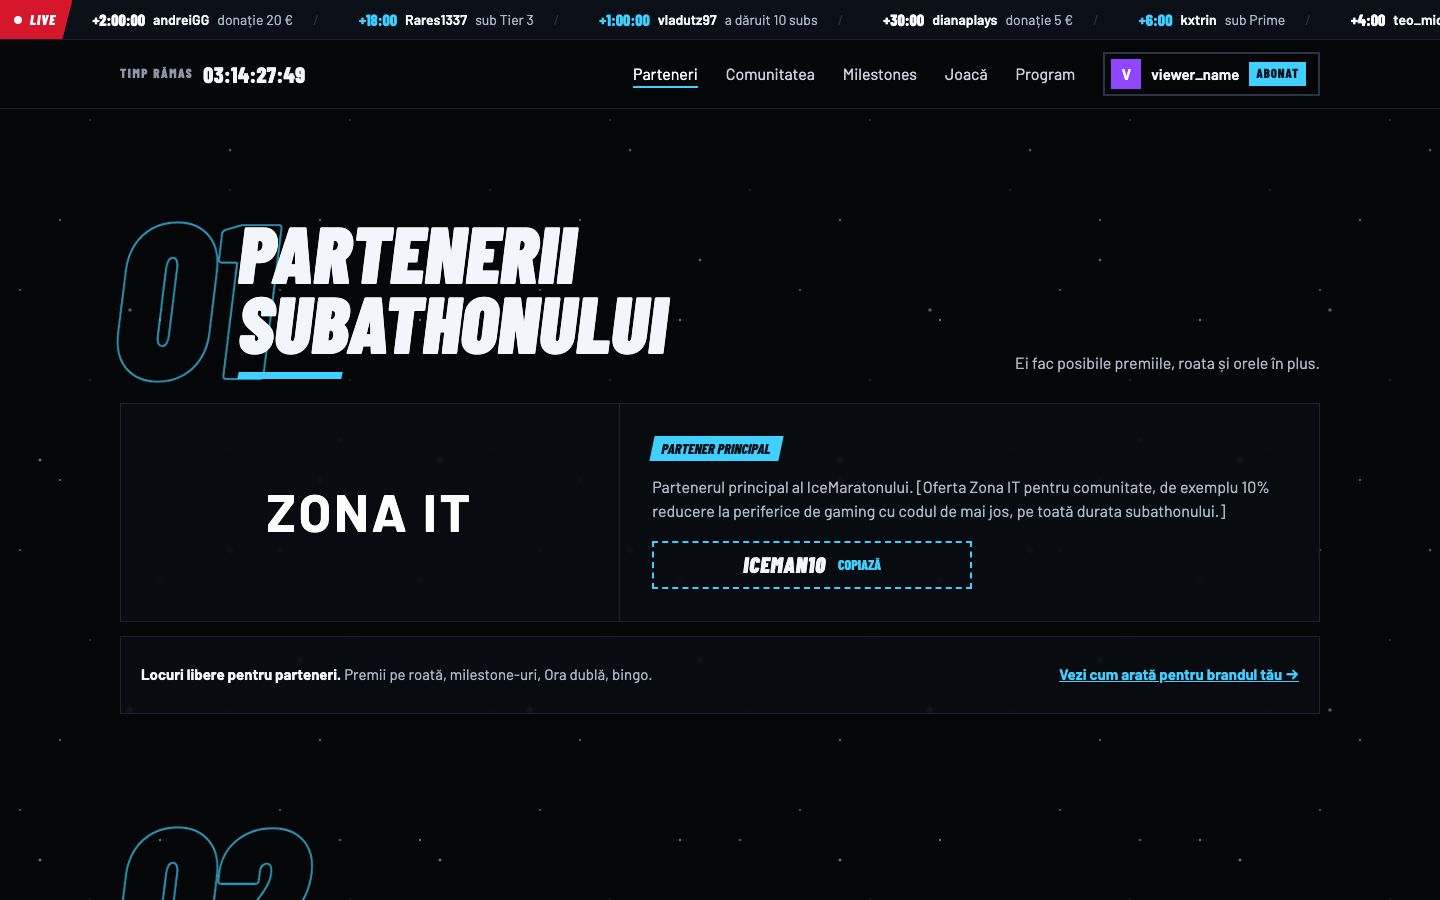 LIVE +2:00:00 andreiGG donație 20 € / +18:00 Rares1337 sub Tier 3 / +1:00:00 vladutz97 a dăruit 10 subs / +30:00 dianaplays donație 5 € / +6:00 kxtrin sub Prime / +4:00
TIMP RĂMAS 03:14:27:49 Parteneri Comunitatea Milestones Joacă Program V viewer_name ABONAT
01 PARTENERII
SUBATHONULUI
Ei fac posibile premiile, roata și orele în plus.
ZONA IT
PARTENER PRINCIPAL
Partenerul principal al IceMaratonului. [Oferta Zona IT pentru comunitate, de exemplu 10%
reducere la periferice de gaming cu codul de mai jos, pe toată durata subathonului.]
ICEMAN10 COPIAZĂ
Locuri libere pentru parteneri. Premii pe roată, milestone-uri, Ora dublă, bingo. Vezi cum arată pentru brandul tău →
02